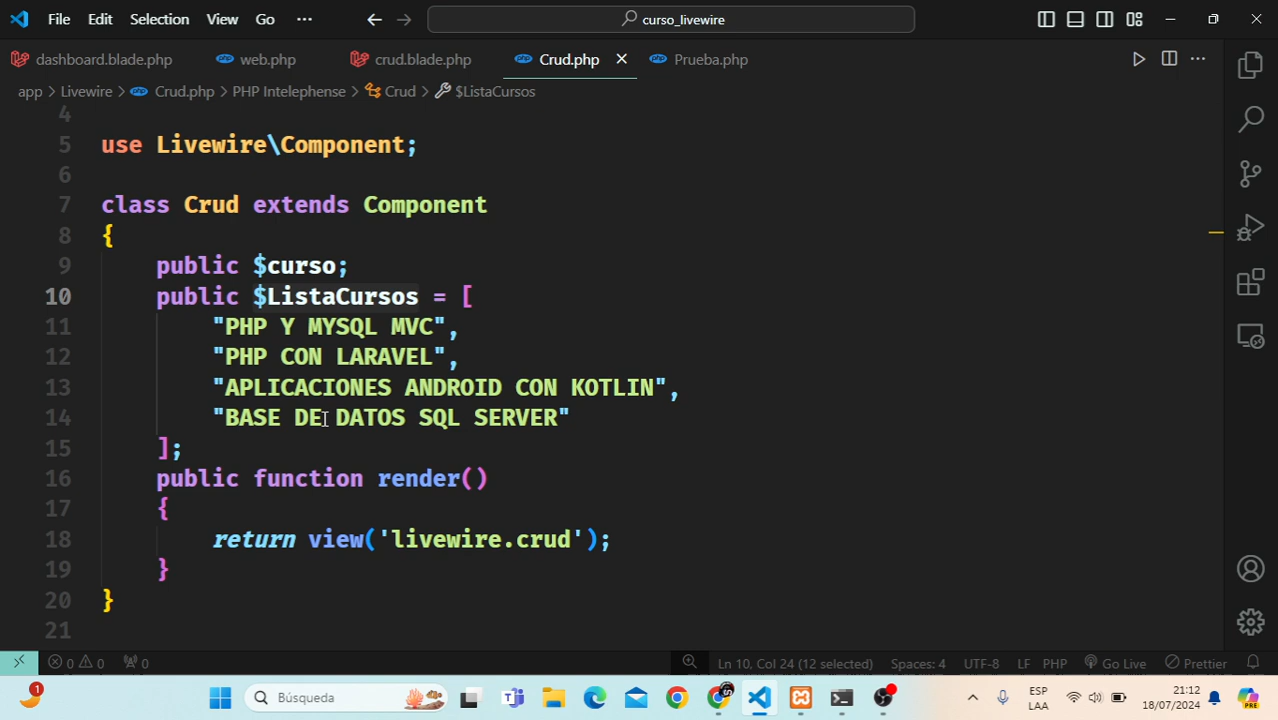 File Edit Selection View Go ··· curso_livewire
dashboard.blade.php web.php crud.blade.php Crud.php Prueba.php
app > Livewire > Crud.php > PHP Intelephense > Crud > $ListaCursos
4
5 use Livewire\Component;
6
7 class Crud extends Component
8 {
9 public $curso;
10 public $ListaCursos = [
11 "PHP Y MYSQL MVC",
12 "PHP CON LARAVEL",
13 "APLICACIONES ANDROID CON KOTLIN",
14 "BASE DE DATOS SQL SERVER"
15 ];
16 public function render()
17 {
18 return view('livewire.crud');
19 }
20 }
21
0 0 0 Ln 10, Col 24 (12 selected) Spaces: 4 UTF-8 LF PHP Go Live Prettier
1 Búsqueda ESP LAA 21:12 18/07/2024 PRE